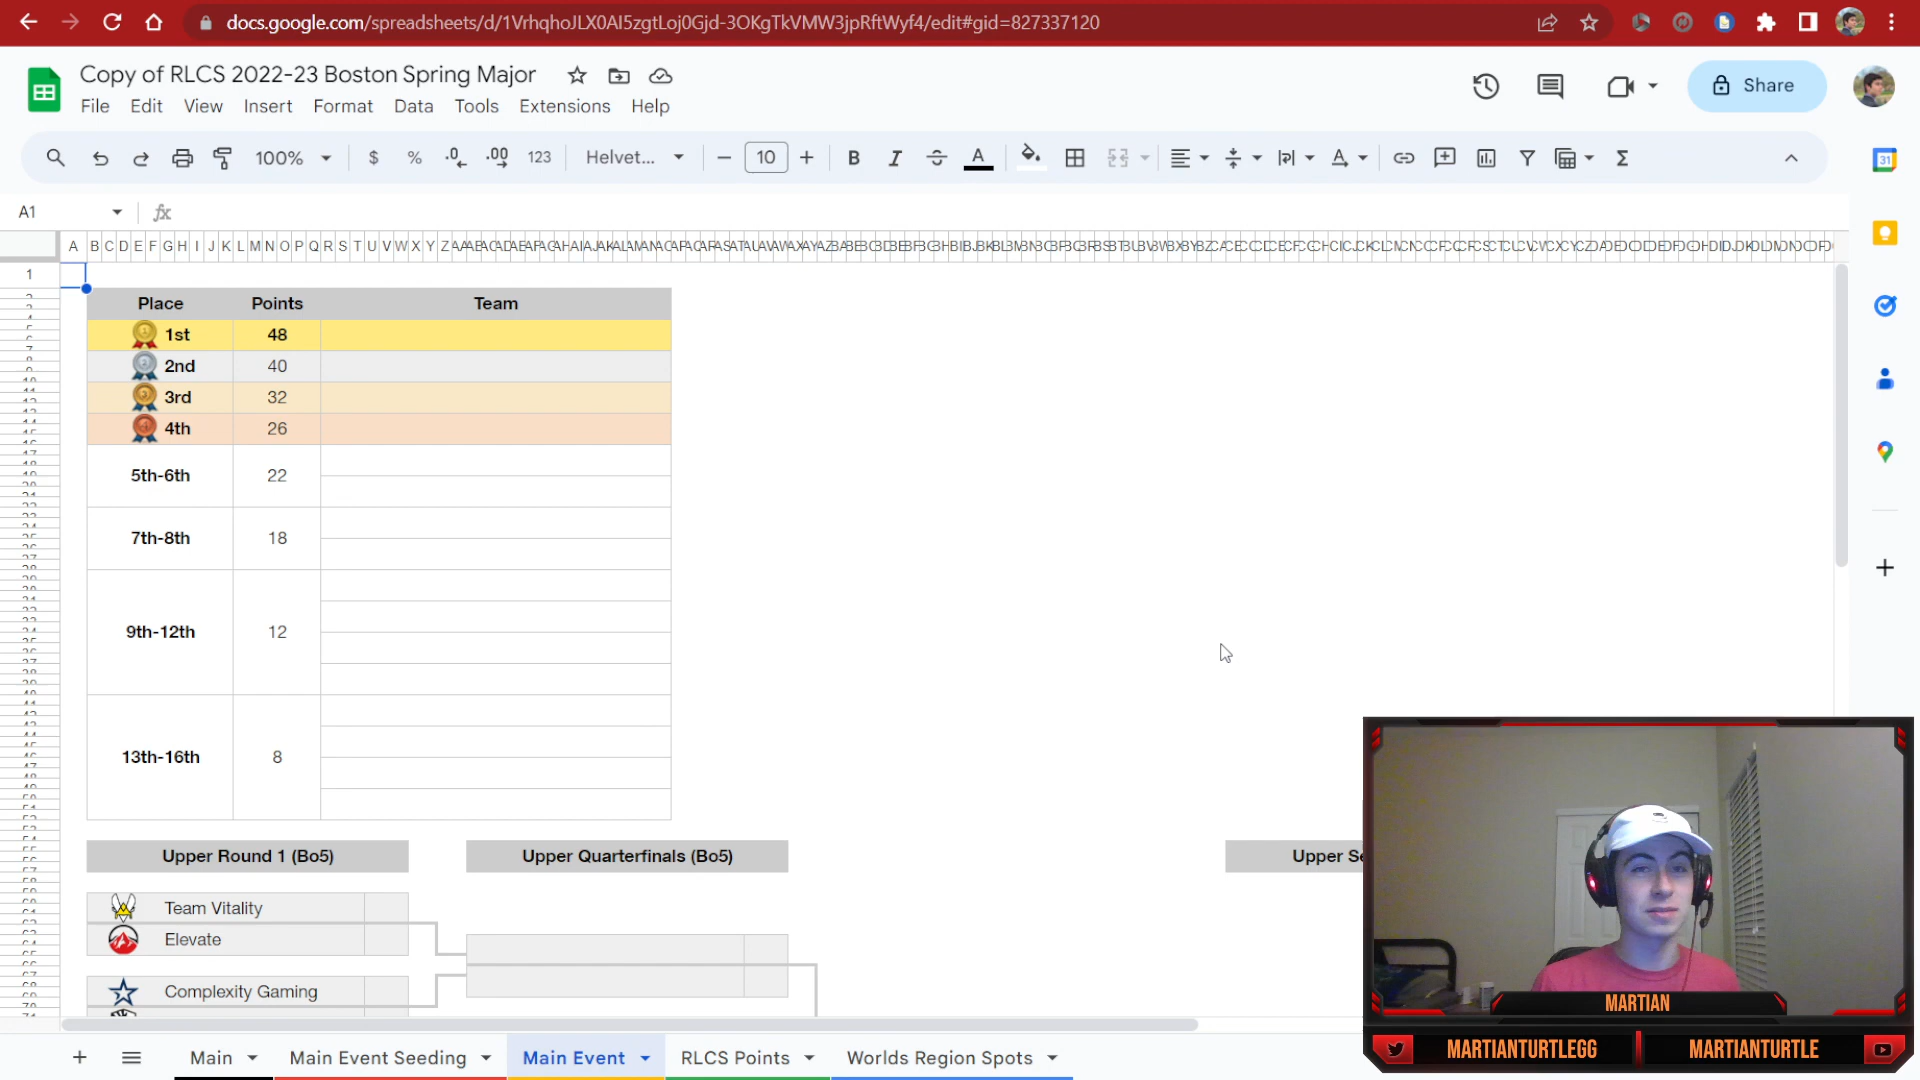 docs.google.com/spreadsheets/d/1VrhqhoJLX0AI5zgtLoj0Gjd-3OKgTkVMW3jpRftWyf4/edit#gid=827337120
Copy of RLCS 2022-23 Boston Spring Major
File Edit View Insert Format Data Tools Extensions Help
Share
100% $ % .0 .00 123 Helvet... 10 B I A
31
A1 fx
A B C D E F G H I J K L M N O P Q R S T U V W X Y Z
1
Place Points Team
1st 48
2nd 40
3rd 32
4th 26
5th-6th 22
7th-8th 18
9th-12th 12
13th-16th 8
Upper Round 1 (Bo5) Upper Quarterfinals (Bo5) Upper Se
Team Vitality
Elevate
Complexity Gaming
MARTIAN
MARTIANTURTLEGG MARTIANTURTLE
Main Main Event Seeding Main Event RLCS Points Worlds Region Spots